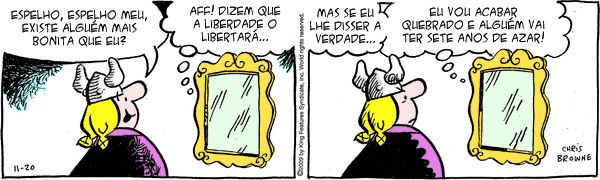 ESPELHO, ESPELHO MEU,
EXISTE ALGUÉM MAIS
BONITA QUE EU?
AFF! DIZEM QUE
A LIBERDADE O
LIBERTARÁ...
11-20
©2009 by King Features Syndicate, Inc. World rights reserved.
MAS SE EU
LHE DISSER A
VERDADE...
EU VOU ACABAR
QUEBRADO E ALGUÉM VAI
TER SETE ANOS DE AZAR!
CHRIS
BROWNE